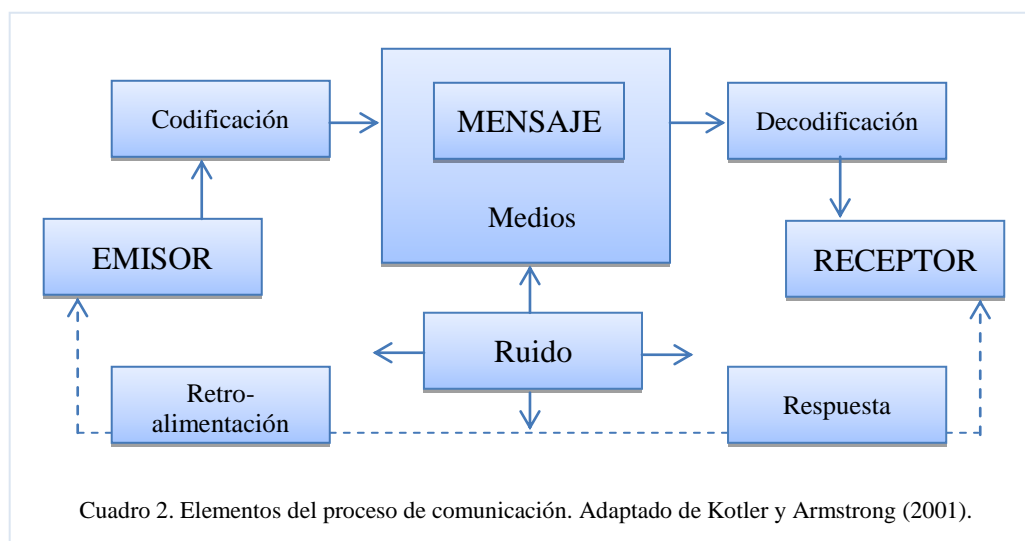 Codificación
MENSAJE
Decodificación
Medios
EMISOR
RECEPTOR
Ruido
Retro-
alimentación
Respuesta
Cuadro 2. Elementos del proceso de comunicación. Adaptado de Kotler y Armstrong (2001).